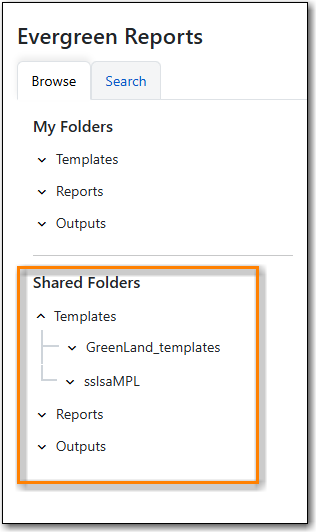 Evergreen Reports
Browse Search
My Folders
Templates
Reports
Outputs
Shared Folders
Templates
GreenLand_templates
sslsaMPL
Reports
Outputs